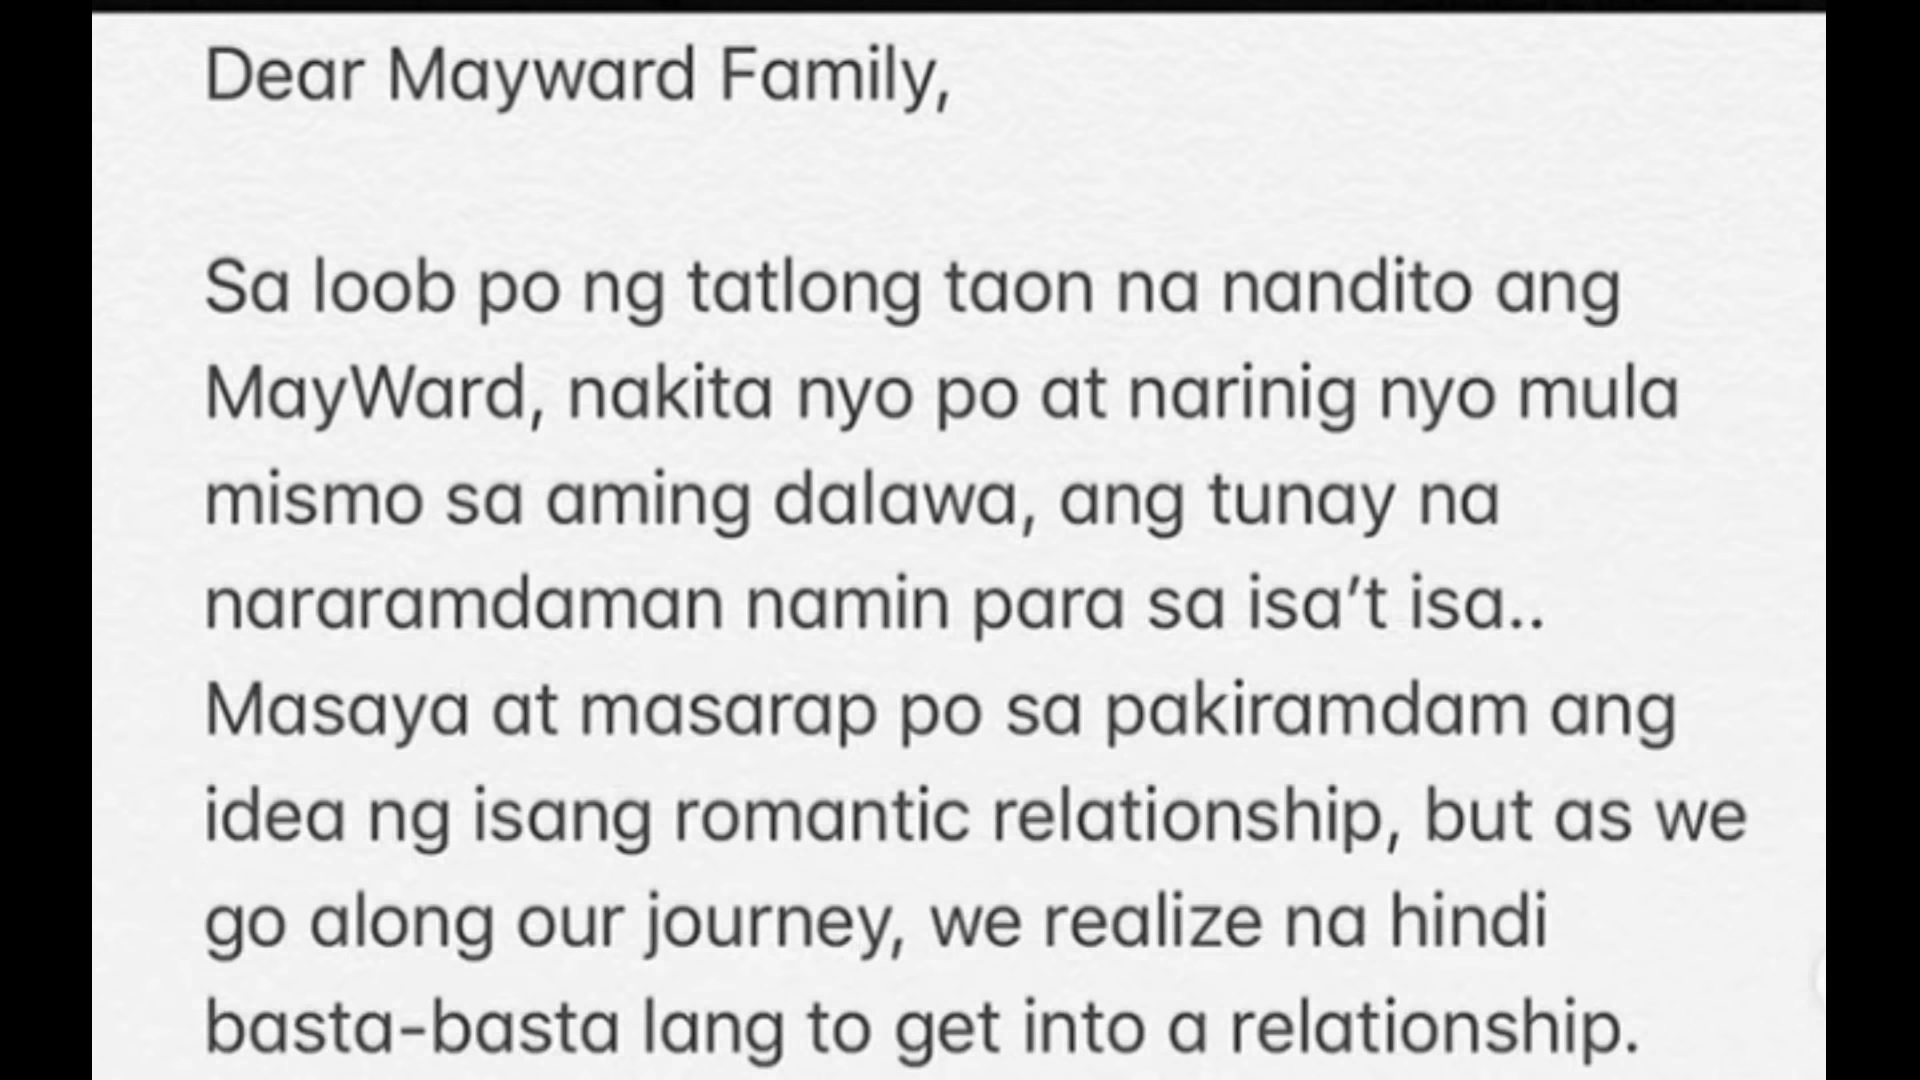 Dear Mayward Family,
Sa loob po ng tatlong taon na nandito ang
MayWard, nakita nyo po at narinig nyo mula
mismo sa aming dalawa, ang tunay na
nararamdaman namin para sa isa’t isa..
Masaya at masarap po sa pakiramdam ang
idea ng isang romantic relationship, but as we
go along our journey, we realize na hindi
basta-basta lang to get into a relationship.